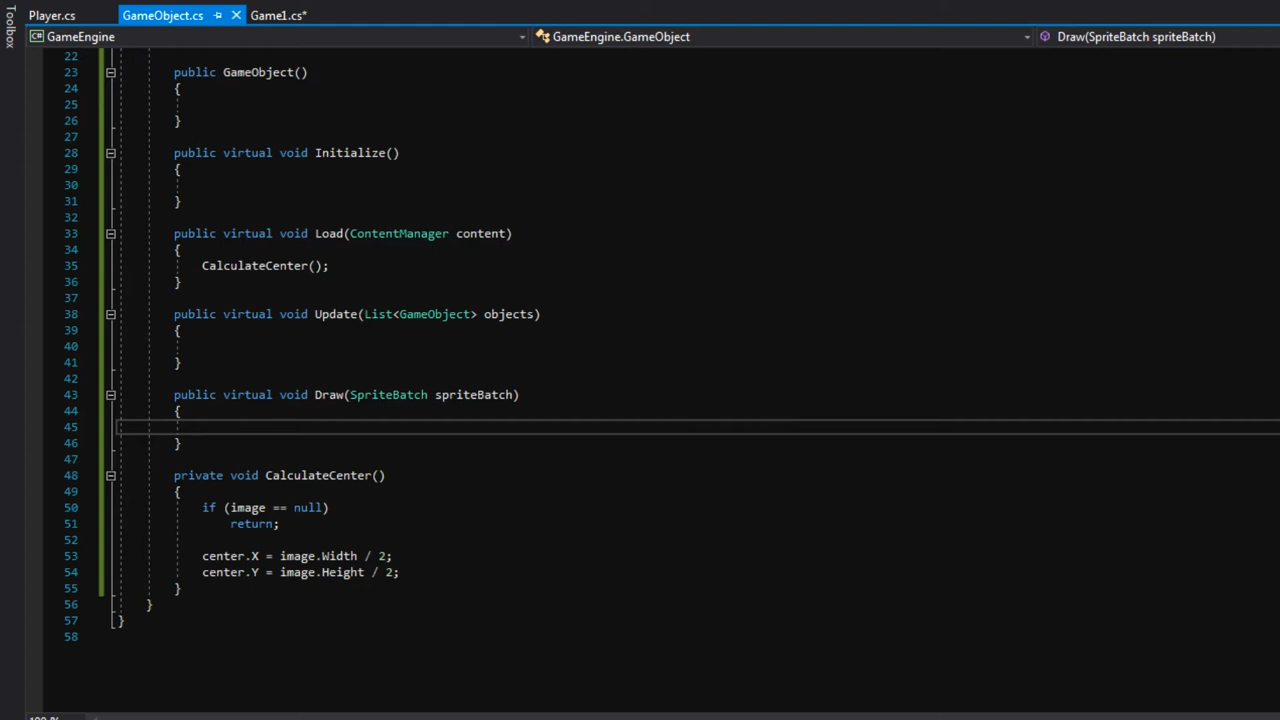 Toolbox
Player.cs GameObject.cs Game1.cs*
C# GameEngine GameEngine.GameObject Draw(SpriteBatch spriteBatch)
22
23 public GameObject()
24 {
25
26 }
27
28 public virtual void Initialize()
29 {
30
31 }
32
33 public virtual void Load(ContentManager content)
34 {
35 CalculateCenter();
36 }
37
38 public virtual void Update(List<GameObject> objects)
39 {
40
41 }
42
43 public virtual void Draw(SpriteBatch spriteBatch)
44 {
45
46 }
47
48 private void CalculateCenter()
49 {
50 if (image == null)
51 return;
52
53 center.X = image.Width / 2;
54 center.Y = image.Height / 2;
55 }
56 }
57 }
58